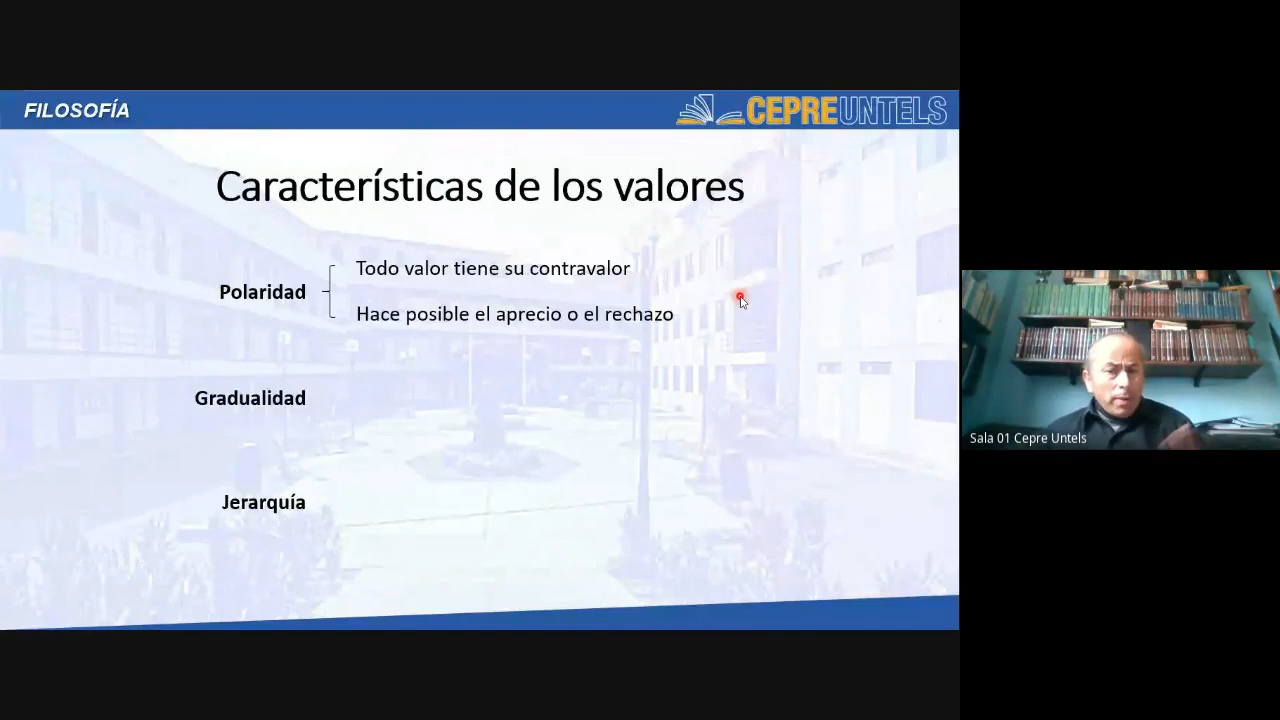 FILOSOFÍA
CEPREUNTELS
Características de los valores
Todo valor tiene su contravalor
Polaridad
Hace posible el aprecio o el rechazo
Gradualidad
Jerarquía
Sala 01 Cepre Untels